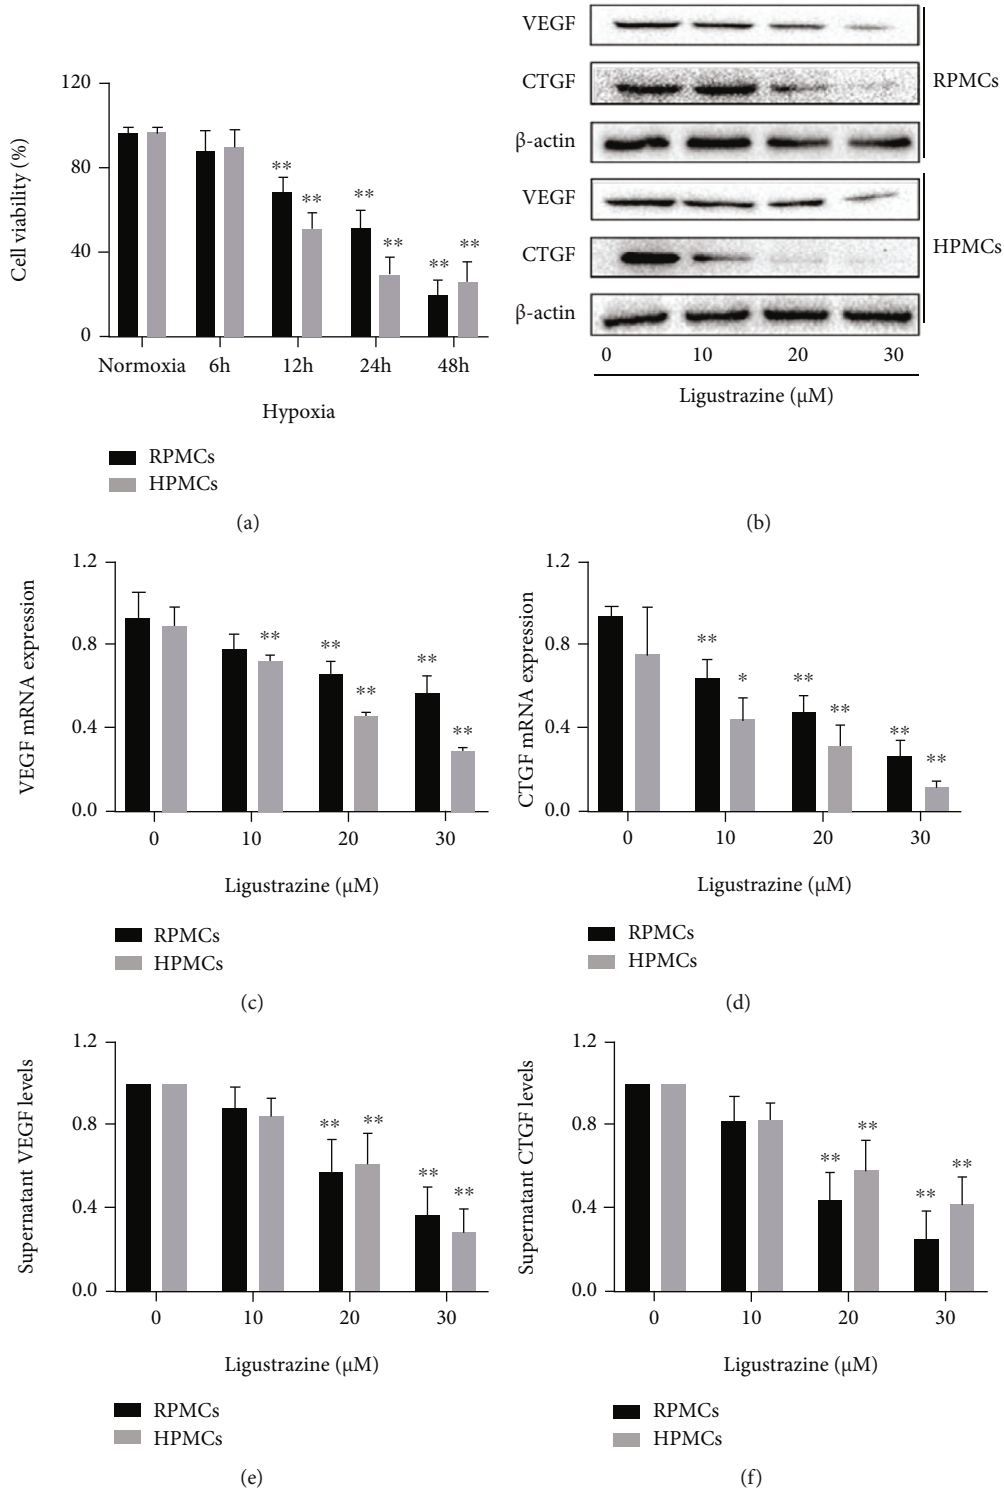 120
80
40
0
Cell viability (%)
** ** ** ** ** **
Normoxia 6h 12h 24h 48h
Hypoxia
RPMCs
HPMCs
(a)
VEGF
CTGF
β-actin
RPMCs
VEGF
CTGF
β-actin
HPMCs
0 10 20 30
Ligustrazine (μM)
(b)
1.2
0.8
0.4
0.0
VEGF mRNA expression
** ** ** ** **
0 10 20 30
Ligustrazine (μM)
RPMCs
HPMCs
(c)
1.2
0.8
0.4
0.0
CTGF mRNA expression
** * ** ** ** **
0 10 20 30
Ligustrazine (μM)
RPMCs
HPMCs
(d)
1.2
0.8
0.4
0.0
Supernatant VEGF levels
** ** ** **
0 10 20 30
Ligustrazine (μM)
RPMCs
HPMCs
(e)
1.2
0.8
0.4
0.0
Supernatant CTGF levels
** ** ** **
0 10 20 30
Ligustrazine (μM)
RPMCs
HPMCs
(f)